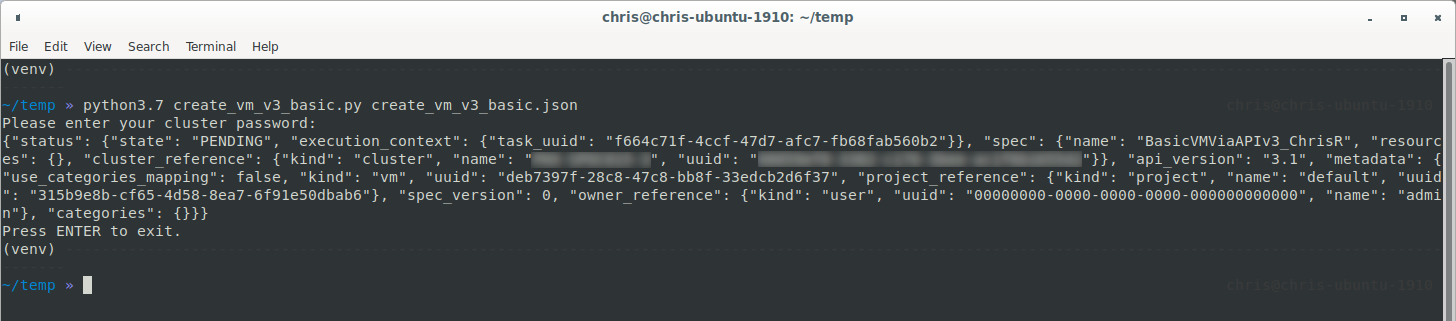 chris@chris-ubuntu-1910: ~/temp
File Edit View Search Terminal Help
(venv)
~/temp » python3.7 create_vm_v3_basic.py create_vm_v3_basic.json chris@chris-ubuntu-1910
Please enter your cluster password:
{"status": {"state": "PENDING", "execution_context": {"task_uuid": "f664c71f-4ccf-47d7-afc7-fb68fab560b2"}}, "spec": {"name": "BasicVMViaAPIv3_ChrisR", "resourc
es": {}, "cluster_reference": {"kind": "cluster", "name": "", "uuid": ""}}, "api_version": "3.1", "metadata": {
"use_categories_mapping": false, "kind": "vm", "uuid": "deb7397f-28c8-47c8-bb8f-33edcb2d6f37", "project_reference": {"kind": "project", "name": "default", "uuid
": "315b9e8b-cf65-4d58-8ea7-6f91e50dbab6"}, "spec_version": 0, "owner_reference": {"kind": "user", "uuid": "00000000-0000-0000-0000-000000000000", "name": "admi
n"}, "categories": {}}}
Press ENTER to exit.
(venv)
~/temp » chris@chris-ubuntu-1910